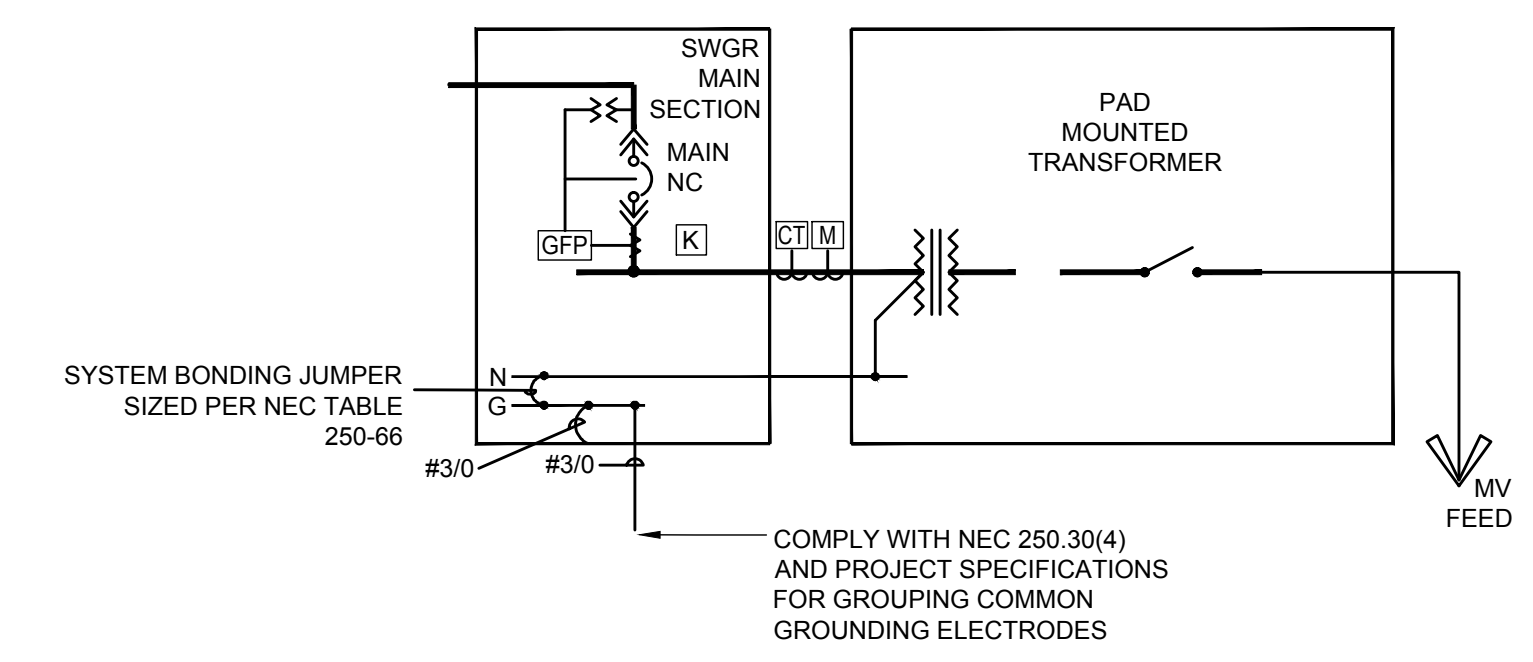 SWGR
MAIN
SECTION
MAIN
NC
GFP
K
CT
M
PAD
MOUNTED
TRANSFORMER
SYSTEM BONDING JUMPER
SIZED PER NEC TABLE
250-66
N
G
#3/0
#3/0
MV
FEED
COMPLY WITH NEC 250.30(4)
AND PROJECT SPECIFICATIONS
FOR GROUPING COMMON
GROUNDING ELECTRODES